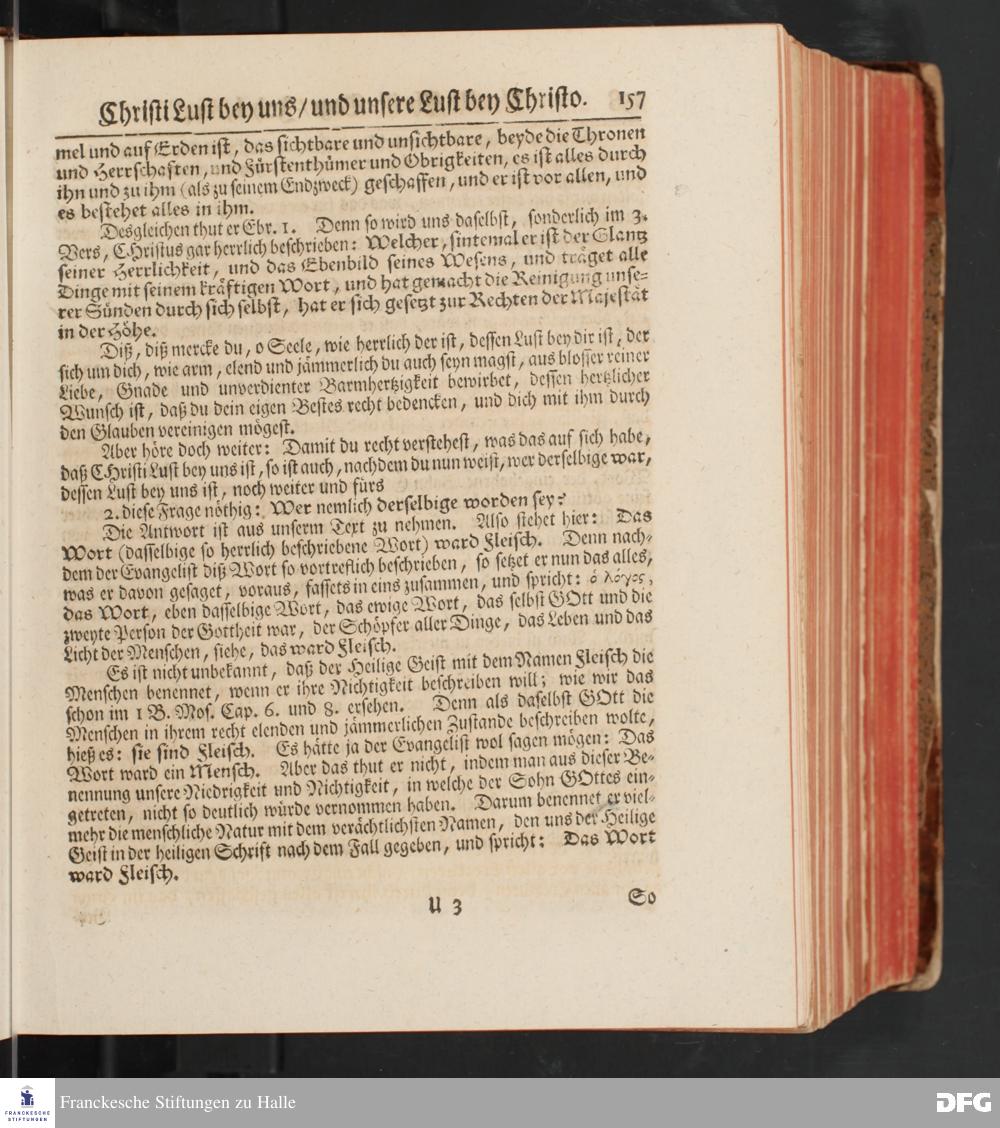 Christi Lust bey uns/ und unsere Lust bey Christo. 157
mel und auf Erden ist, das sichtbare und unsichtbare, beyde die Thronen
und Herrschaften, und Fürstenthümer und Obrigkeiten, es ist alles durch
ihn und zu ihm (als zu seinem Endzweck) geschaffen, und er ist vor allen, und
es bestehet alles in ihm.
Desgleichen thut er Ebr. 1. Denn so wird uns daselbst, sonderlich im 3.
Vers, CHristus gar herrlich beschrieben: Welcher, sintemal er ist der Glantz
seiner Herrlichkeit, und das Ebenbild seines Wesens, und träget alle
Dinge mit seinem kräftigen Wort, und hat gemacht die Reinigung unse-
rer Sünden durch sich selbst, hat er sich gesetzt zur Rechten der Majestät
in der Höhe.
Diß, diß mercke du, o Seele, wie herrlich der ist, dessen Lust bey dir ist, der
sich um dich, wie arm, elend und jämmerlich du auch seyn magst, aus blosser reiner
Liebe, Gnade und unverdienter Barmhertzigkeit bewirbet, dessen hertzlicher
Wunsch ist, daß du dein eigen Bestes recht bedencken, und dich mit ihm durch
den Glauben vereinigen mögest.
Aber höre doch weiter: Damit du recht verstehest, was das auf sich habe,
daß CHristi Lust bey uns ist, so ist auch, nachdem du nun weist, wer derselbige war,
dessen Lust bey uns ist, noch weiter und fürs
2. diese Frage nöthig: Wer nemlich derselbige worden sey?
Die Antwort ist aus unserm Text zu nehmen. Also stehet hier: Das
Wort (dasselbige so herrlich beschriebene Wort) ward Fleisch. Denn nach-
dem der Evangelist diß Wort so vortreflich beschrieben, so setzet er nun das alles,
was er davon gesaget, voraus, fassets in eins zusammen, und spricht: ὁ λόγος,
das Wort, eben dasselbige Wort, das ewige Wort, das selbst GOtt und die
zweyte Person der Gottheit war, der Schöpfer aller Dinge, das Leben und das
Licht der Menschen, siehe, das ward Fleisch.
Es ist nicht unbekannt, daß der Heilige Geist mit dem Namen Fleisch die
Menschen benennet, wenn er ihre Nichtigkeit beschreiben will; wie wir das
schon im 1 B. Mos. Cap. 6. und 8. ersehen. Denn als daselbst GOtt die
Menschen in ihrem recht elenden und jämmerlichen Zustande beschreiben wolte,
hieß es: sie sind Fleisch. Es hätte ja der Evangelist wol sagen mögen: Das
Wort ward ein Mensch. Aber das thut er nicht, indem man aus dieser Be-
nennung unsere Niedrigkeit und Nichtigkeit, in welche der Sohn GOttes ein-
getreten, nicht so deutlich würde vernommen haben. Darum benennet er viel-
mehr die menschliche Natur mit dem verächtlichsten Namen, den uns der Heilige
Geist in der heiligen Schrift nach dem Fall gegeben, und spricht: Das Wort
ward Fleisch.
U 3 So
FRANCKESCHE
STIFTUNGEN
Franckesche Stiftungen zu Halle
DFG